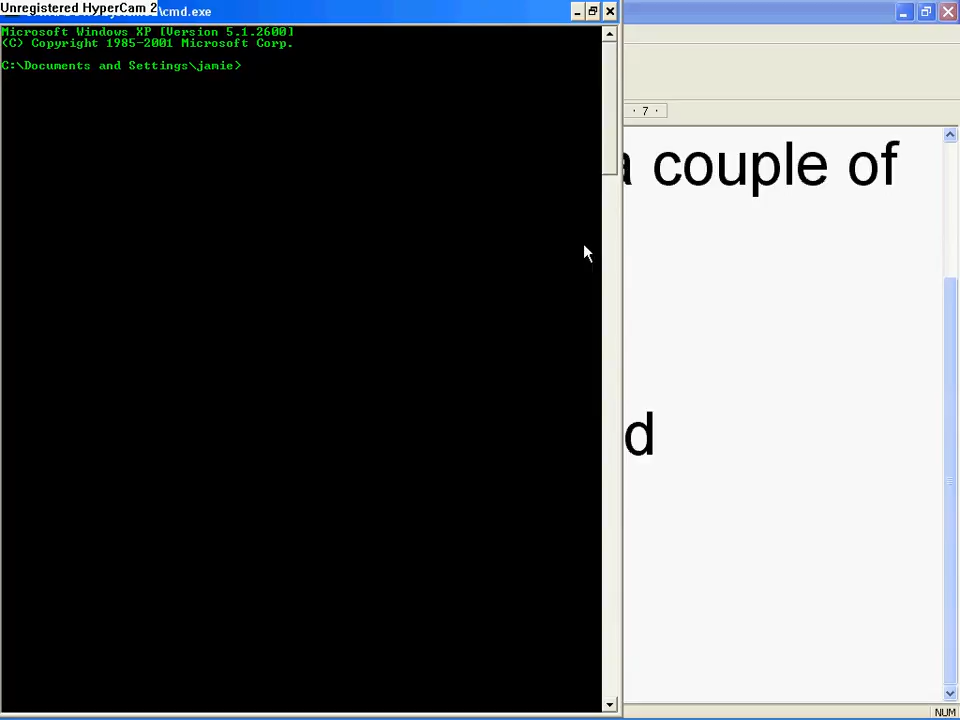 Unregistered HyperCam 2
\cmd.exe
Microsoft Windows XP [Version 5.1.2600]
(C) Copyright 1985-2001 Microsoft Corp.
C:\Documents and Settings\jamie>
· 7 ·
a couple of
d
NUM